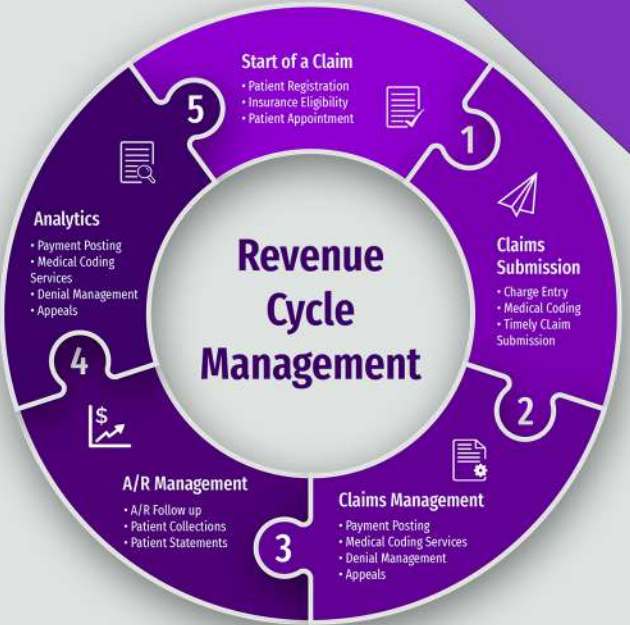 Start of a Claim
• Patient Registration
• Insurance Eligibility
• Patient Appointment
1
Claims
Submission
• Charge Entry
• Medical Coding
• Timely CLaim
Submission
2
Claims Management
• Payment Posting
• Medical Coding Services
• Denial Management
• Appeals
3
A/R Management
• A/R Follow up
• Patient Collections
• Patient Statements
$
4
Analytics
• Payment Posting
• Medical Coding
Services
• Denial Management
• Appeals
5
Revenue
Cycle
Management